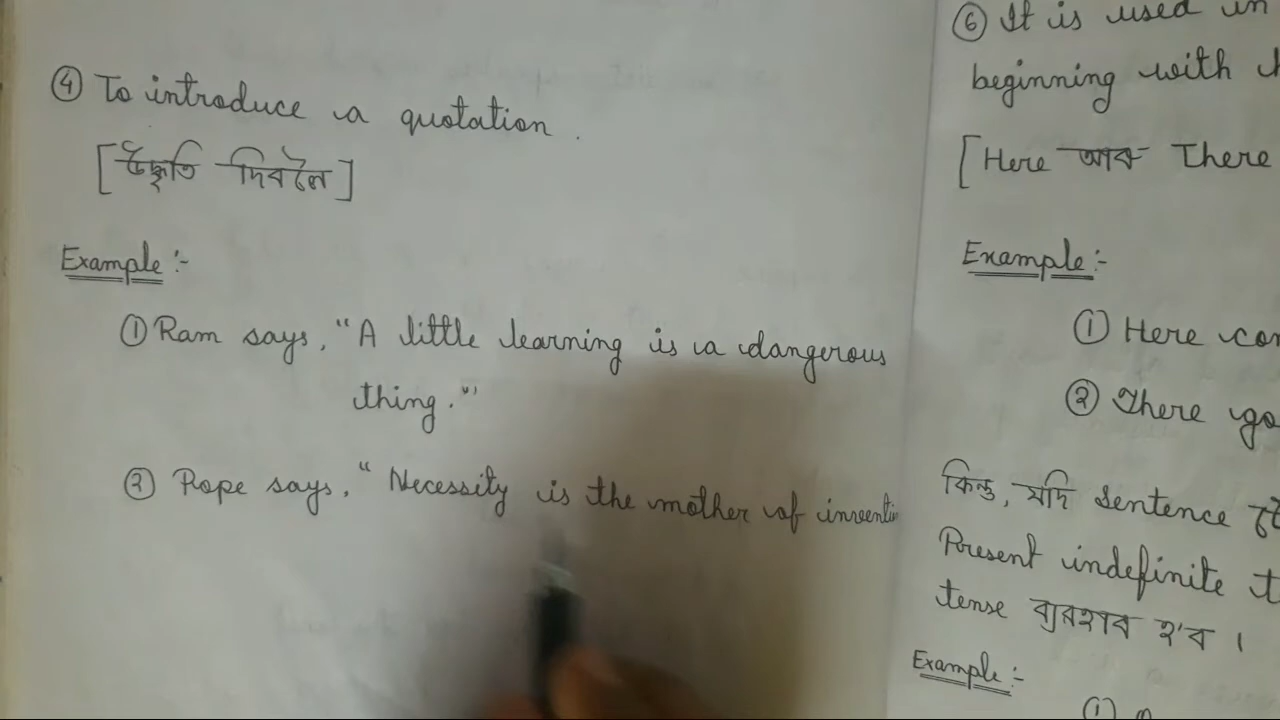 ④ To introduce a quotation .
[উদ্ধৃতি দিবলৈ]
Example :-
① Ram says, "A little learning is a dangerous
thing."
② Pope says, "Necessity is the mother of inventi
⑥ It is used in
beginning with
[Here আৰু There
Example :-
① Here com
② There go
কিন্তু, যদি sentence
Present indefinite t
tense ব্যৱহাৰ হ'ব ।
Example :-
①